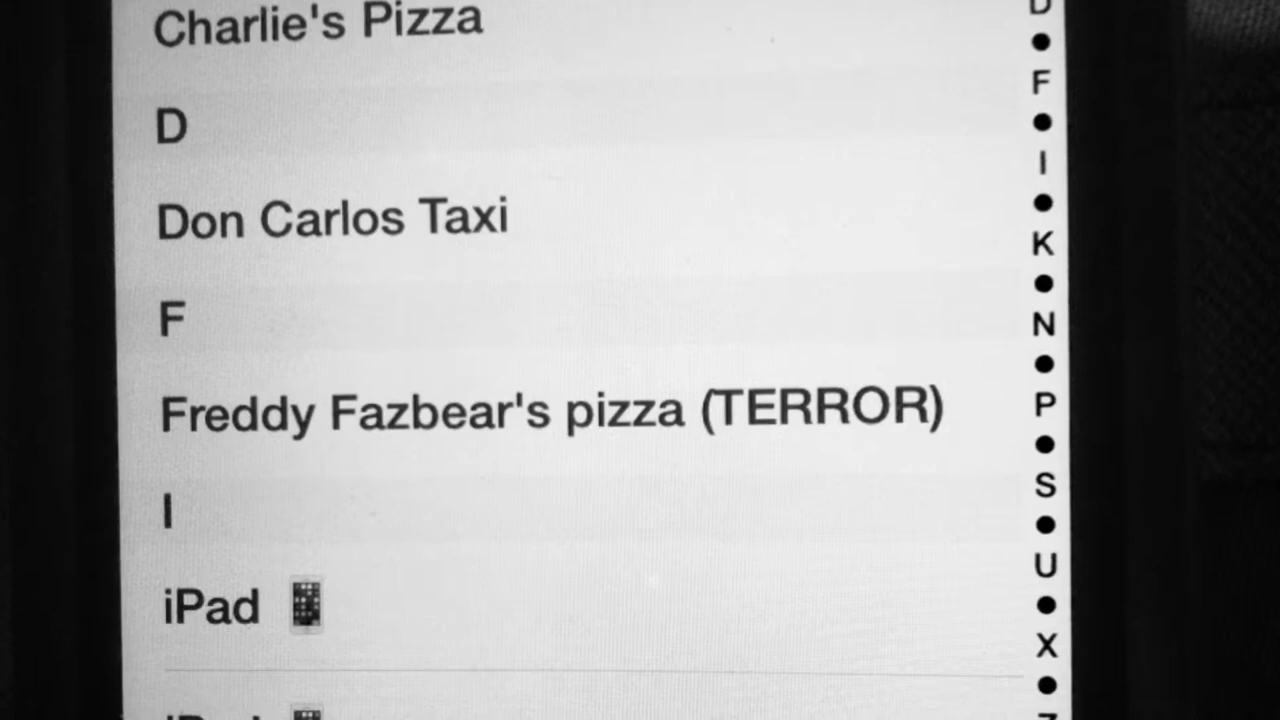 Charlie's Pizza
D
Don Carlos Taxi
F
Freddy Fazbear's pizza (TERROR)
I
iPad 📱
D
●
F
●
I
●
K
●
N
●
P
●
S
●
U
●
X
●